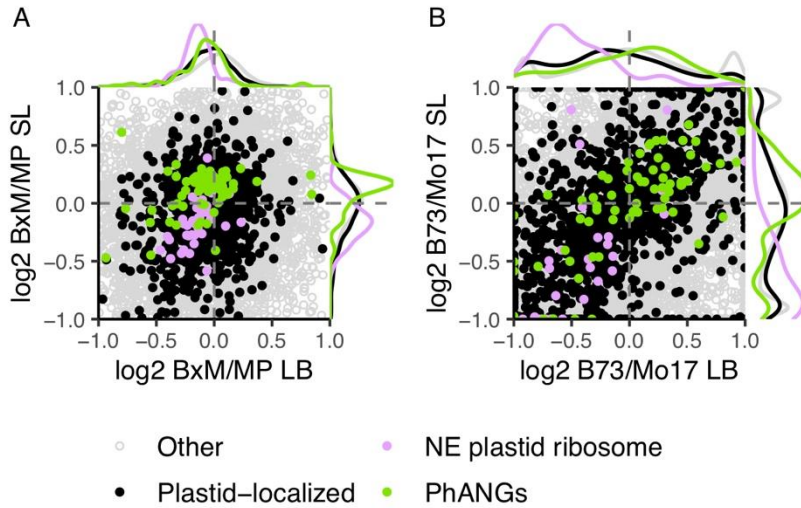 A
B
log2 BxM/MP SL
1.0
0.5
0.0
−0.5
−1.0
−1.0 −0.5 0.0 0.5 1.0
log2 BxM/MP LB
log2 B73/Mo17 SL
1.0
0.5
0.0
−0.5
−1.0
−1.0 −0.5 0.0 0.5 1.0
log2 B73/Mo17 LB
Other
NE plastid ribosome
Plastid−localized
PhANGs